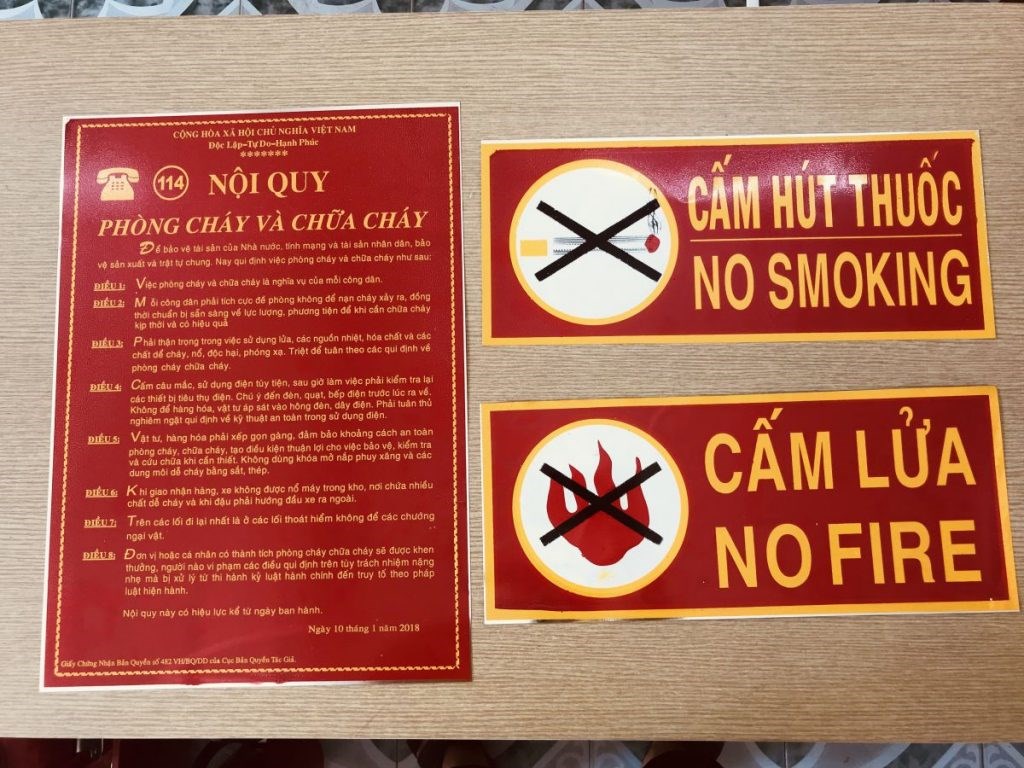 CỘNG HÒA XÃ HỘI CHỦ NGHĨA VIỆT NAM
Độc Lập-Tự Do-Hạnh Phúc
*******
114 NỘI QUY
PHÒNG CHÁY VÀ CHỮA CHÁY
Để bảo vệ tài sản của Nhà nước, tính mạng và tài sản nhân dân, bảo
vệ sản xuất và trật tự chung. Nay qui định việc phòng cháy và chữa cháy như sau:
ĐIỀU 1: Việc phòng cháy và chữa cháy là nghĩa vụ của mỗi công dân.
ĐIỀU 2: Mỗi công dân phải tích cực đề phòng không để nạn cháy xảy ra, đồng
thời chuẩn bị sẵn sàng về lực lượng, phương tiện để khi cần chữa cháy
kịp thời và có hiệu quả
ĐIỀU 3: Phải thận trọng trong việc sử dụng lửa, các nguồn nhiệt, hóa chất và các
chất dễ cháy, nổ, độc hại, phóng xạ. Triệt để tuân theo các qui định về
phòng cháy chữa cháy.
ĐIỀU 4: Cấm câu mắc, sử dụng điện tùy tiện, sau giờ làm việc phải kiểm tra lại
các thiết bị tiêu thụ điện. Chú ý đến đèn, quạt, bếp điện trước lúc ra về.
Không để hàng hóa, vật tư áp sát vào hông đèn, dây điện. Phải tuân thủ
nghiêm ngặt qui định về kỹ thuật an toàn trong sử dụng điện.
ĐIỀU 5: Vật tư, hàng hóa phải xếp gọn gàng, đảm bảo khoảng cách an toàn
phòng cháy, chữa cháy, tạo điều kiện thuận lợi cho việc bảo vệ, kiểm tra
và cứu chữa khi cần thiết. Không dùng khóa mở nắp phuy xăng và các
dung môi dễ cháy bằng sắt, thép.
ĐIỀU 6: Khi giao nhận hàng, xe không được nổ máy trong kho, nơi chứa nhiều
chất dễ cháy và khi đậu phải hướng đầu xe ra ngoài.
ĐIỀU 7: Trên các lối đi lại nhất là ở các lối thoát hiểm không để các chướng
ngại vật.
ĐIỀU 8: Đơn vị hoặc cá nhân có thành tích phòng cháy chữa cháy sẽ được khen
thưởng, người nào vi phạm các điều qui định trên tùy trách nhiệm nặng
nhẹ mà bị xử lý từ thi hành kỷ luật hành chính đến truy tố theo pháp
luật hiện hành.
Nội quy này có hiệu lực kể từ ngày ban hành.
Ngày 10 tháng 1 năm 2018
Giấy Chứng Nhận Bản Quyền số 482 VH/BQ/DD của Cục Bản Quyền Tác Giả.
CẤM HÚT THUỐC
NO SMOKING
CẤM LỬA
NO FIRE